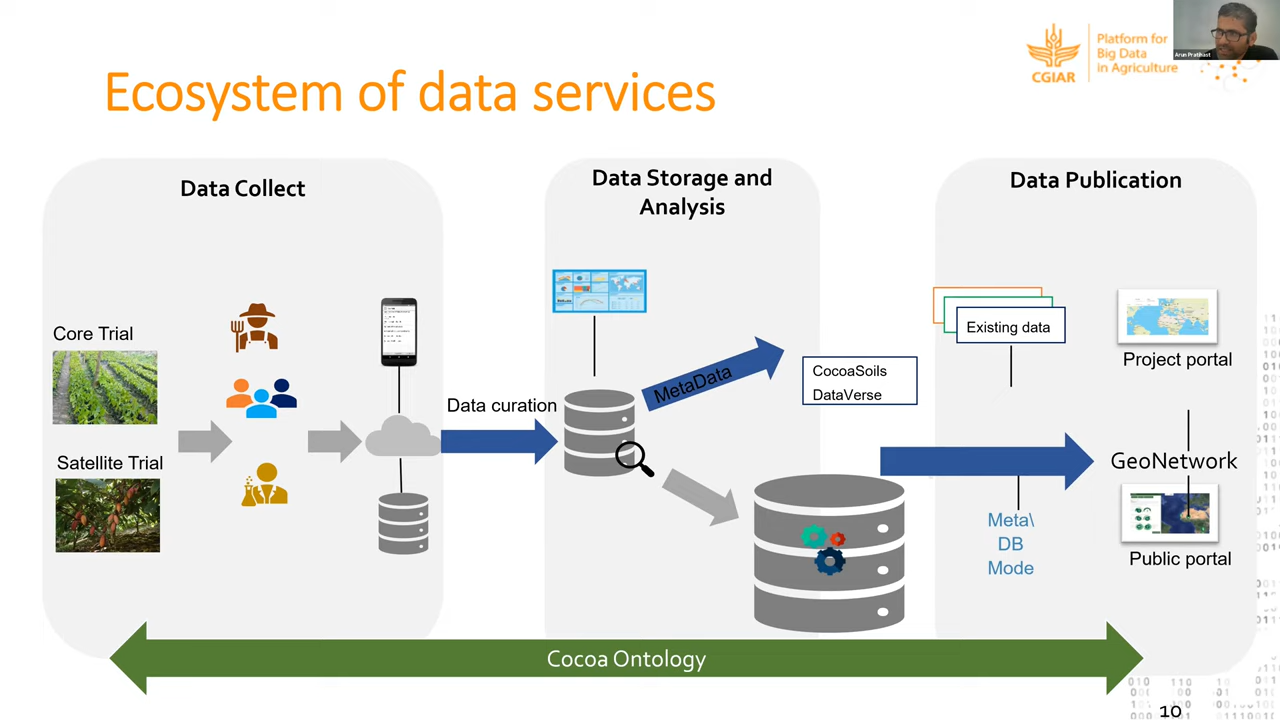 Ecosystem of data services
CGIAR
Platform for
Big Data
in Agriculture
Arun Prathast
Data Collect
Core Trial
Satellite Trial
Data curation
Data Storage and
Analysis
MetaData
CocoaSoils
DataVerse
Data Publication
Existing data
Project portal
GeoNetwork
Meta\
DB
Mode
Public portal
Cocoa Ontology
10